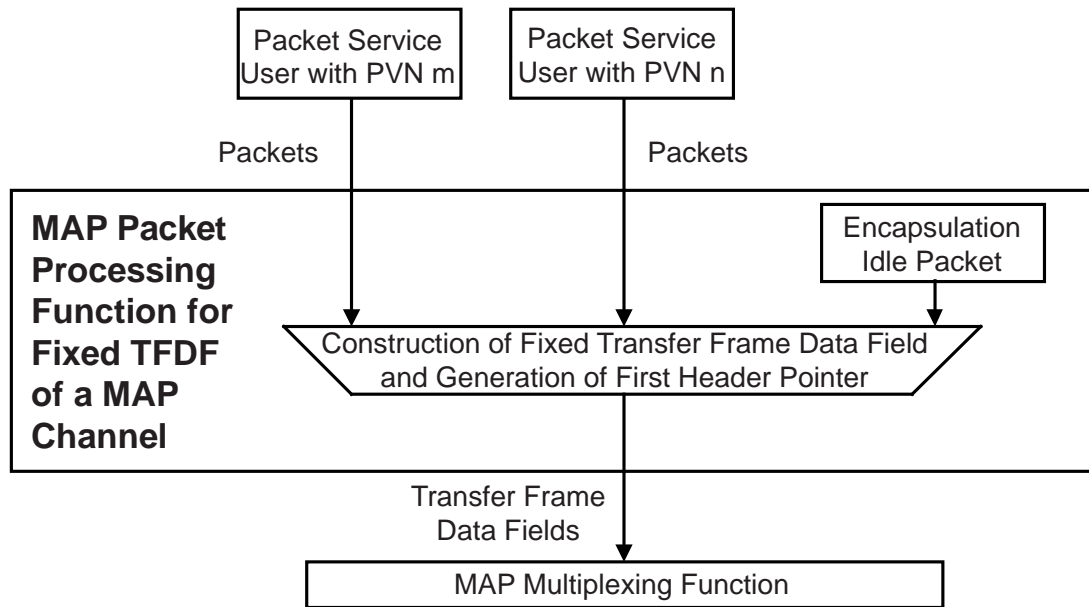 Packet Service
User with PVN m
Packet Service
User with PVN n
Packets
Packets
MAP Packet
Processing
Function for
Fixed TFDF
of a MAP
Channel
Encapsulation
Idle Packet
Construction of Fixed Transfer Frame Data Field
and Generation of First Header Pointer
Transfer Frame
Data Fields
MAP Multiplexing Function